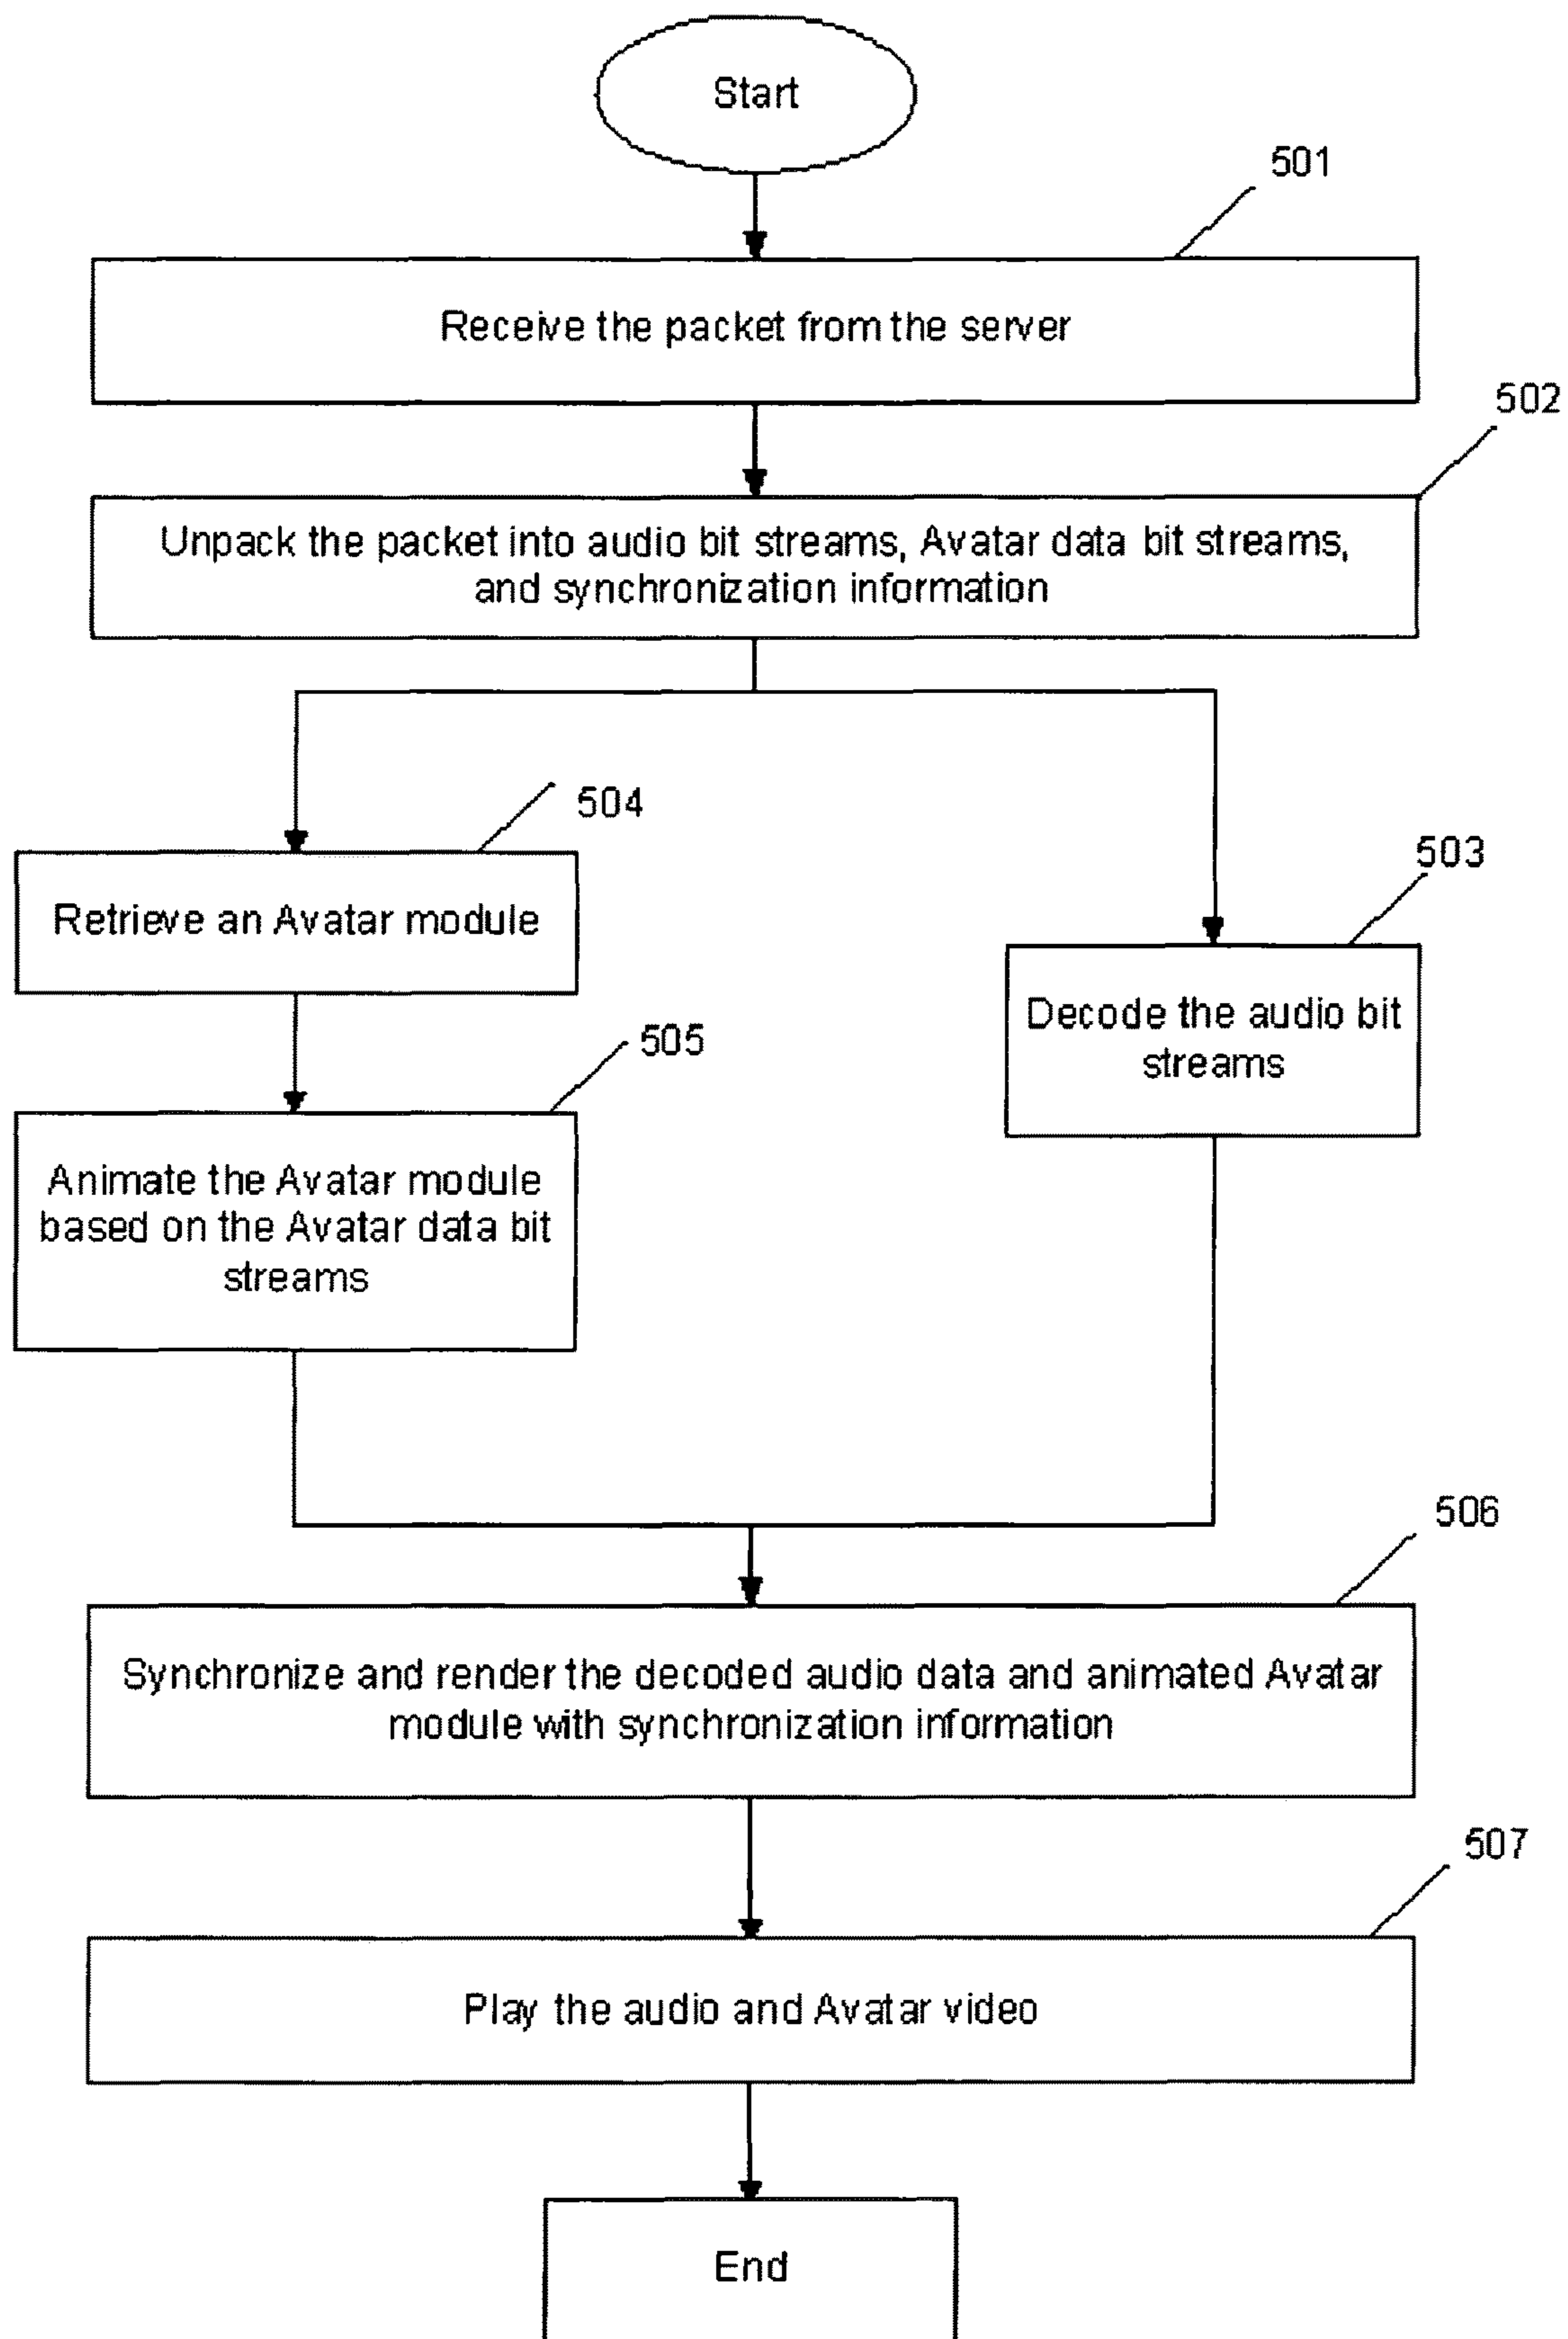 Start
501
Receive the packet from the server
502
Unpack the packet into audio bit streams, Avatar data bit streams,
and synchronization information
504
Retrieve an Avatar module
503
Decode the audio bit
streams
505
Animate the Avatar module
based on the Avatar data bit
streams
506
Synchronize and render the decoded audio data and animated Avatar
module with synchronization information
507
Play the audio and Avatar video
End